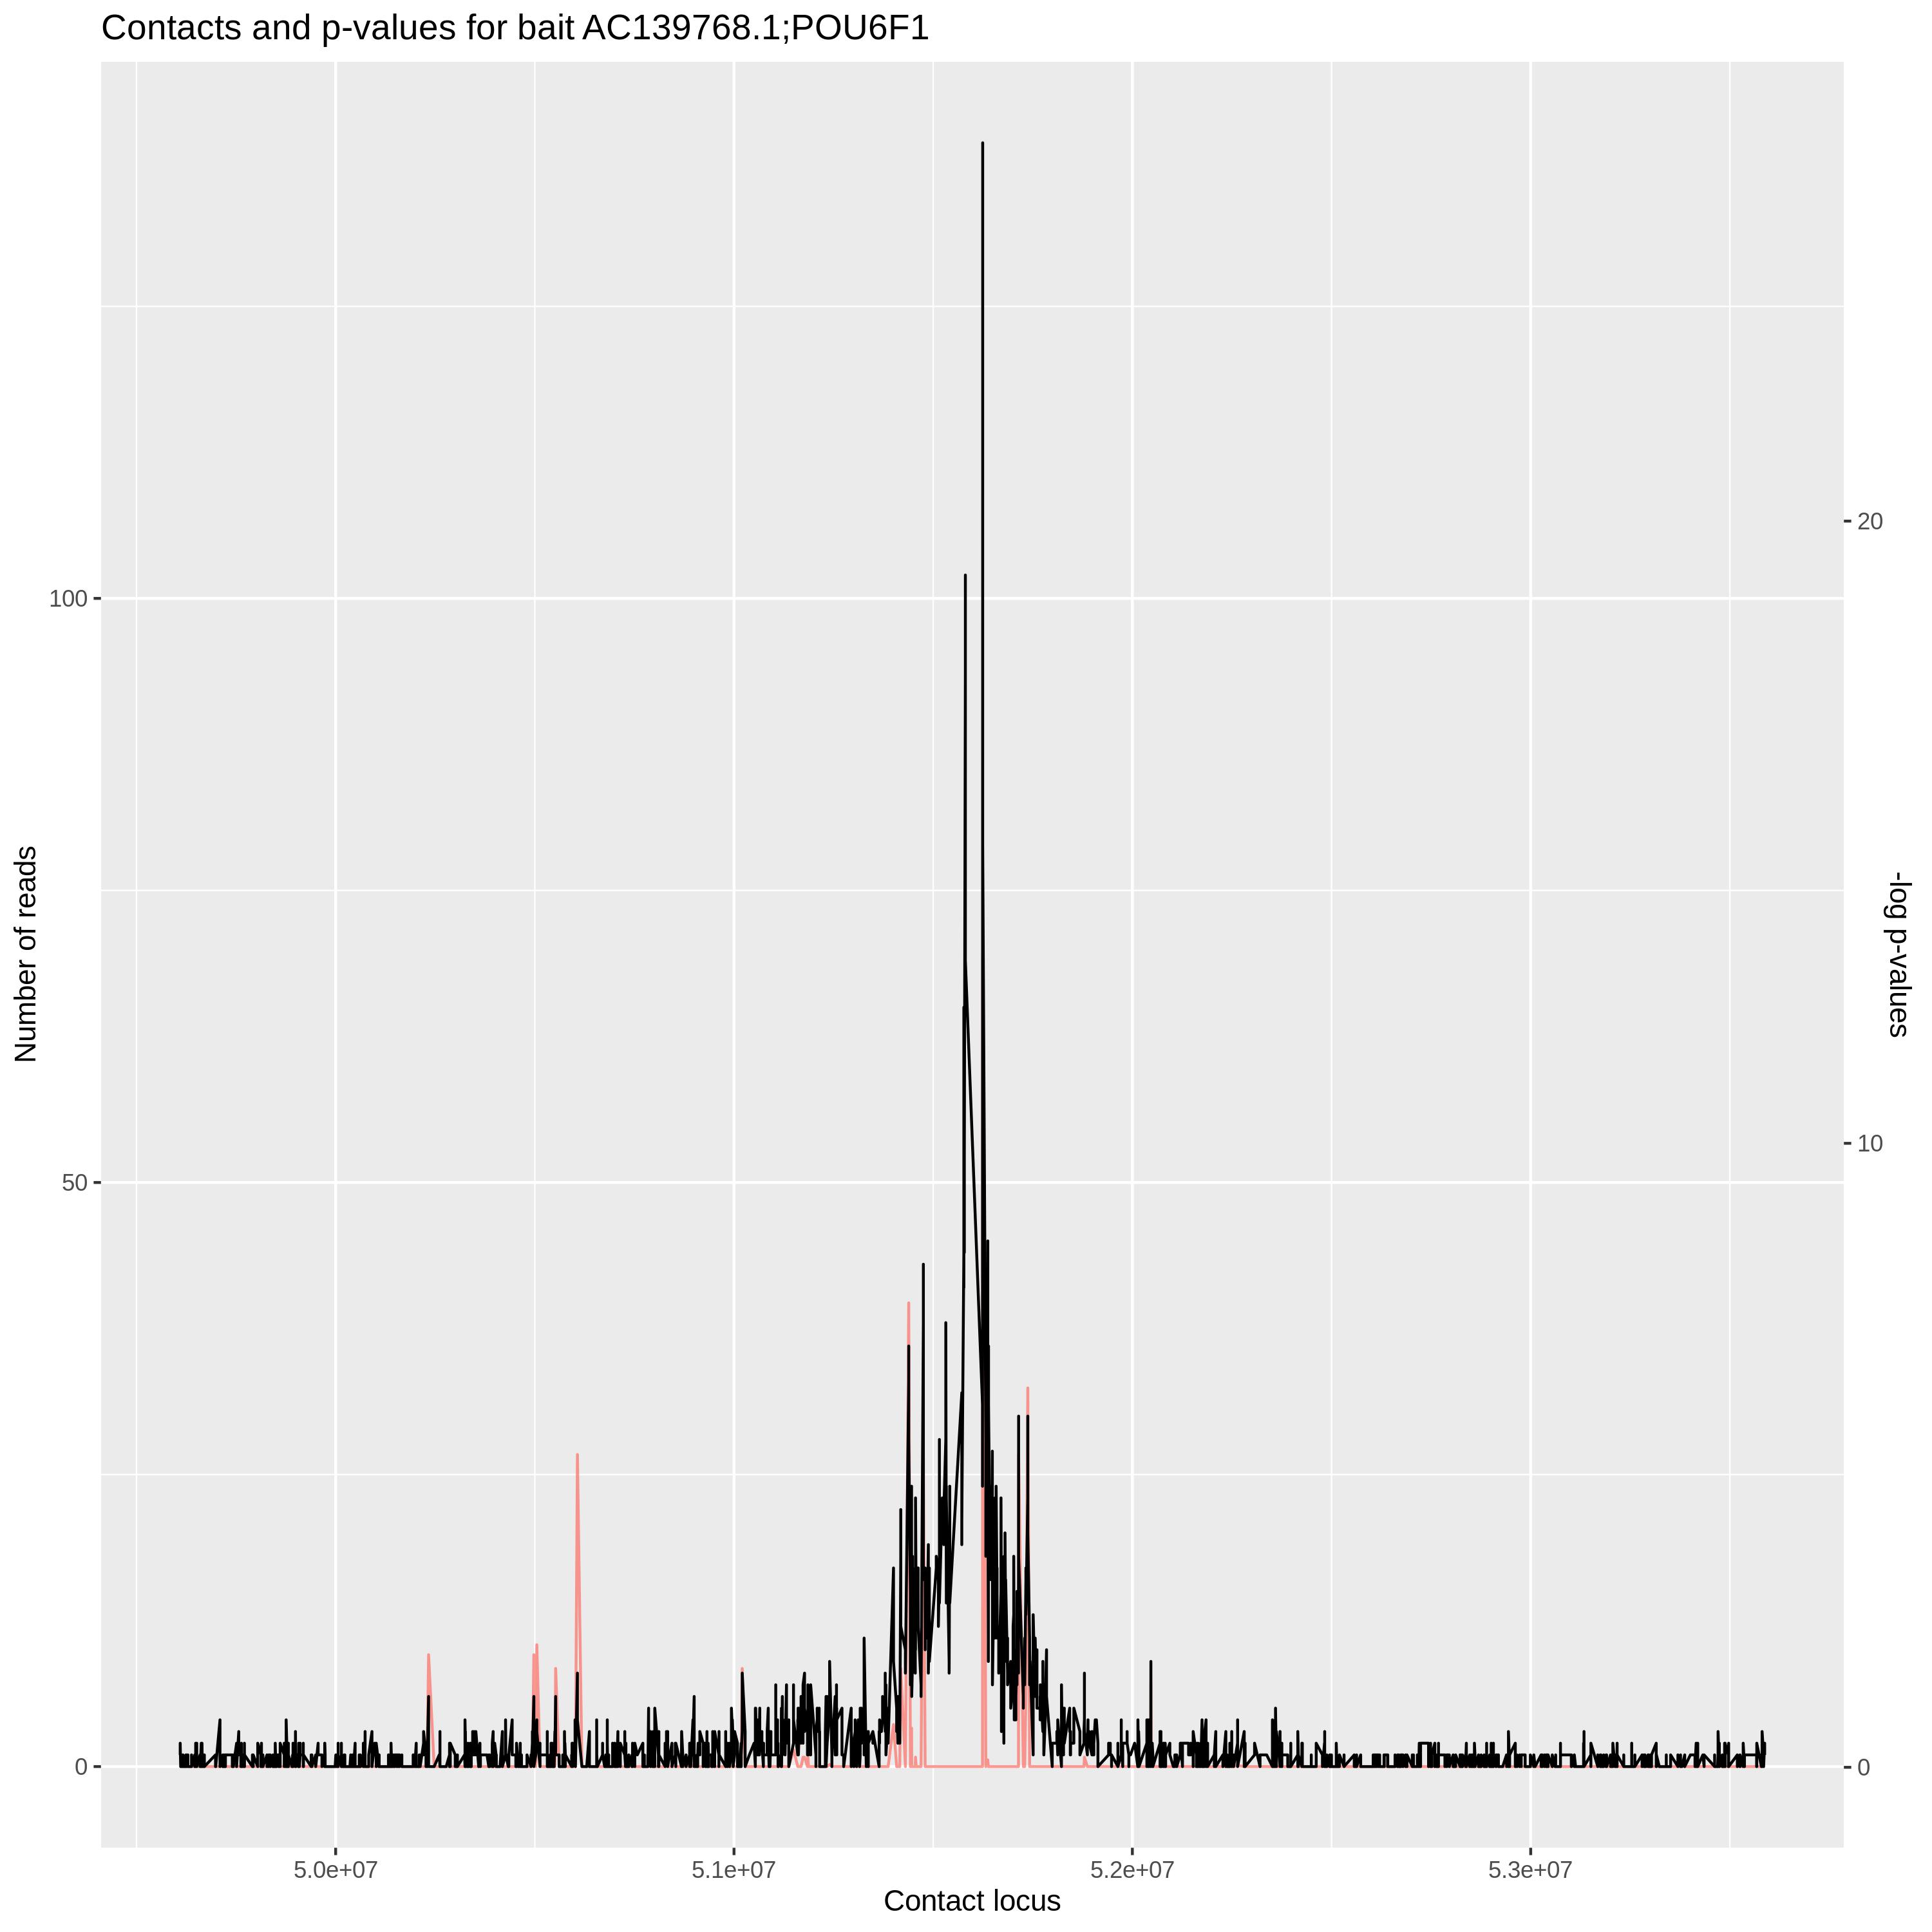 Contacts and p-values for bait AC139768.1;POU6F1
Number of reads
100
50
0
20
10
0
-log p-values
5.0e+07
5.1e+07
5.2e+07
5.3e+07
Contact locus